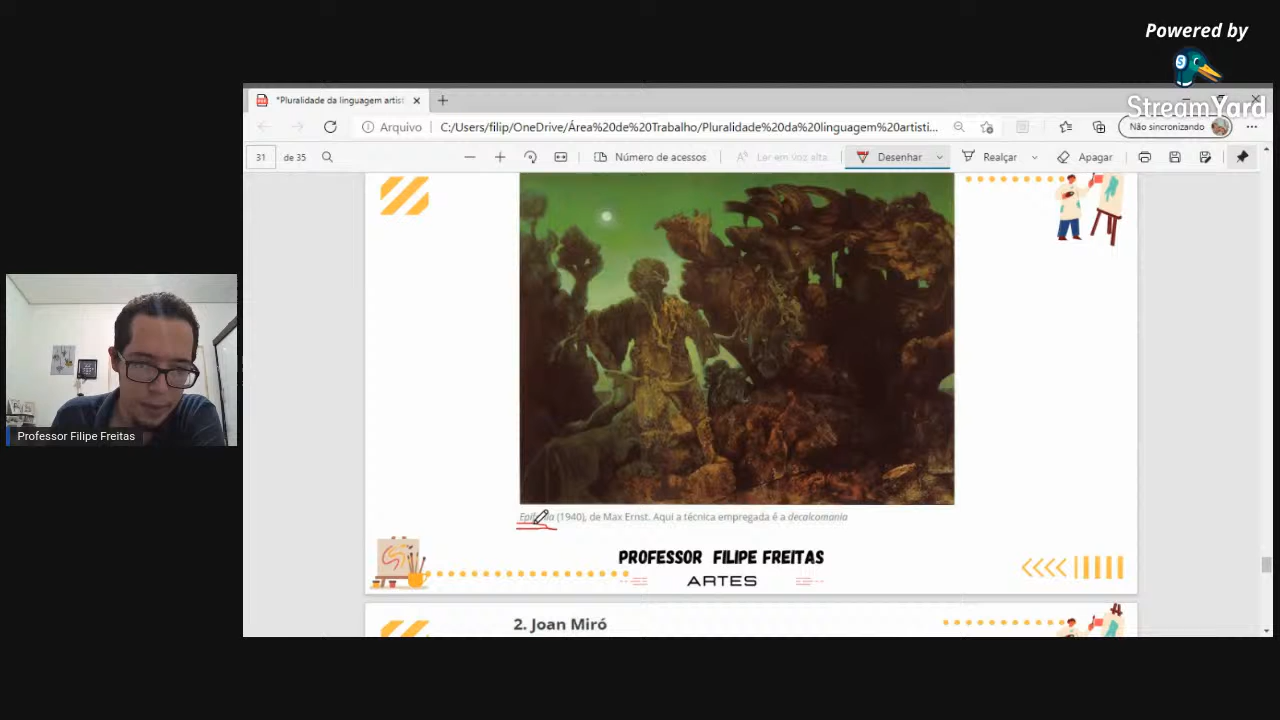 Powered by
StreamYard
*Pluralidade da linguagem artist
Arquivo C:/Users/filip/OneDrive/Área%20de%20Trabalho/Pluralidade%20da%20linguagem%20artisti... Não sincronizando
31 de 35 Número de acessos Ler em voz alta Desenhar Realçar Apagar
(1940), de Max Ernst. Aqui a técnica empregada é a decalcomania
PROFESSOR FILIPE FREITAS
ARTES
2. Joan Miró
Professor Filipe Freitas